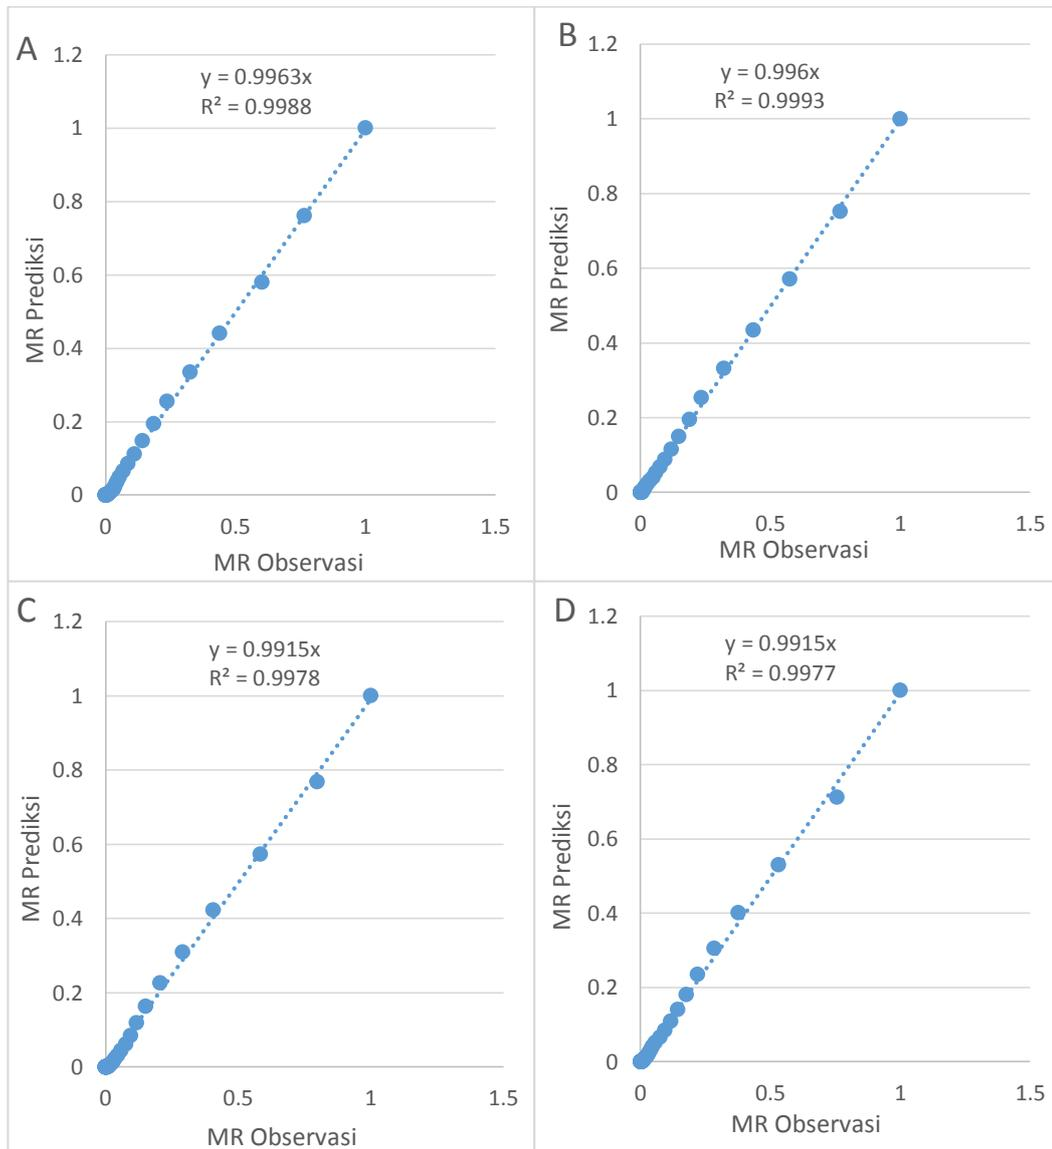 A
y = 0.9963x
R² = 0.9988
MR Prediksi
1.2
1
0.8
0.6
0.4
0.2
0
0 0.5 1 1.5
MR Observasi
B
y = 0.996x
R² = 0.9993
MR Prediksi
1.2
1
0.8
0.6
0.4
0.2
0
0 0.5 1 1.5
MR Observasi
C
y = 0.9915x
R² = 0.9978
MR Prediksi
1.2
1
0.8
0.6
0.4
0.2
0
0 0.5 1 1.5
MR Observasi
D
y = 0.9915x
R² = 0.9977
MR Prediksi
1.2
1
0.8
0.6
0.4
0.2
0
0 0.5 1 1.5
MR Observasi